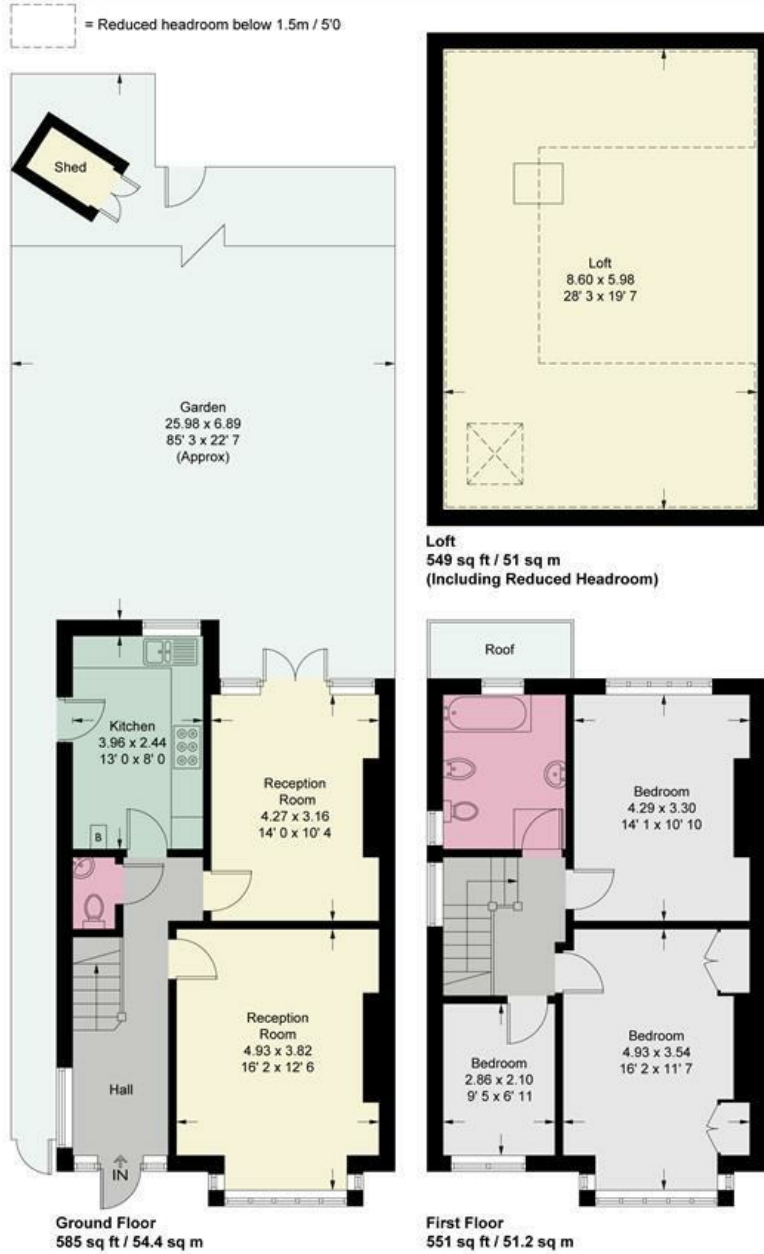 = Reduced headroom below 1.5m / 5'0
Shed
Loft
8.60 x 5.98
28' 3 x 19' 7
Garden
25.98 x 6.89
85' 3 x 22' 7
(Approx)
Loft
549 sq ft / 51 sq m
(Including Reduced Headroom)
Roof
Kitchen
3.96 x 2.44
13' 0 x 8' 0
B
Reception
Room
4.27 x 3.16
14' 0 x 10' 4
Bedroom
4.29 x 3.30
14' 1 x 10' 10
Reception
Room
4.93 x 3.82
16' 2 x 12' 6
Hall
IN
Bedroom
2.86 x 2.10
9' 5 x 6' 11
Bedroom
4.93 x 3.54
16' 2 x 11' 7
Ground Floor
585 sq ft / 54.4 sq m
First Floor
551 sq ft / 51.2 sq m